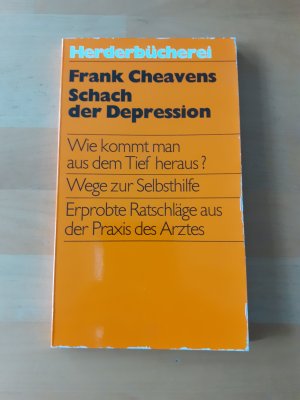 Herderbücherei
Frank Cheavens
Schach
der Depression
Wie kommt man
aus dem Tief heraus?
Wege zur Selbsthilfe
Erprobte Ratschläge aus
der Praxis des Arztes